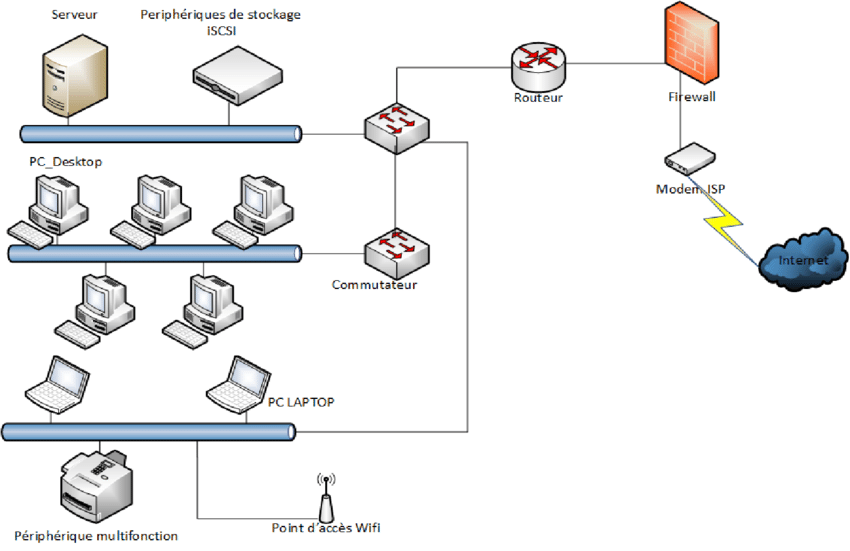 Serveur
Periphériques de stockage
iSCSI
Routeur
Firewall
PC_Desktop
Modem ISP
Internet
Commutateur
PC LAPTOP
Périphérique multifonction
Point d'accès Wifi